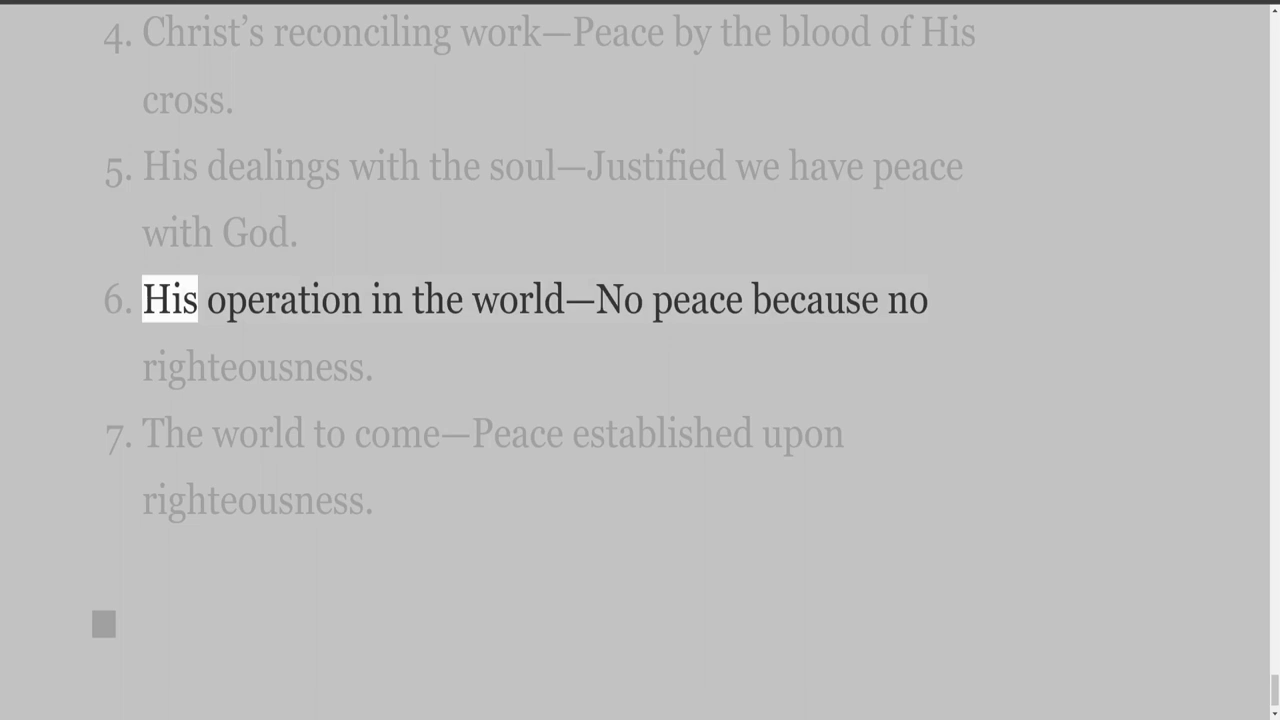 4. Christ’s reconciling work—Peace by the blood of His
cross.
5. His dealings with the soul—Justified we have peace
with God.
6. His operation in the world—No peace because no
righteousness.
7. The world to come—Peace established upon
righteousness.